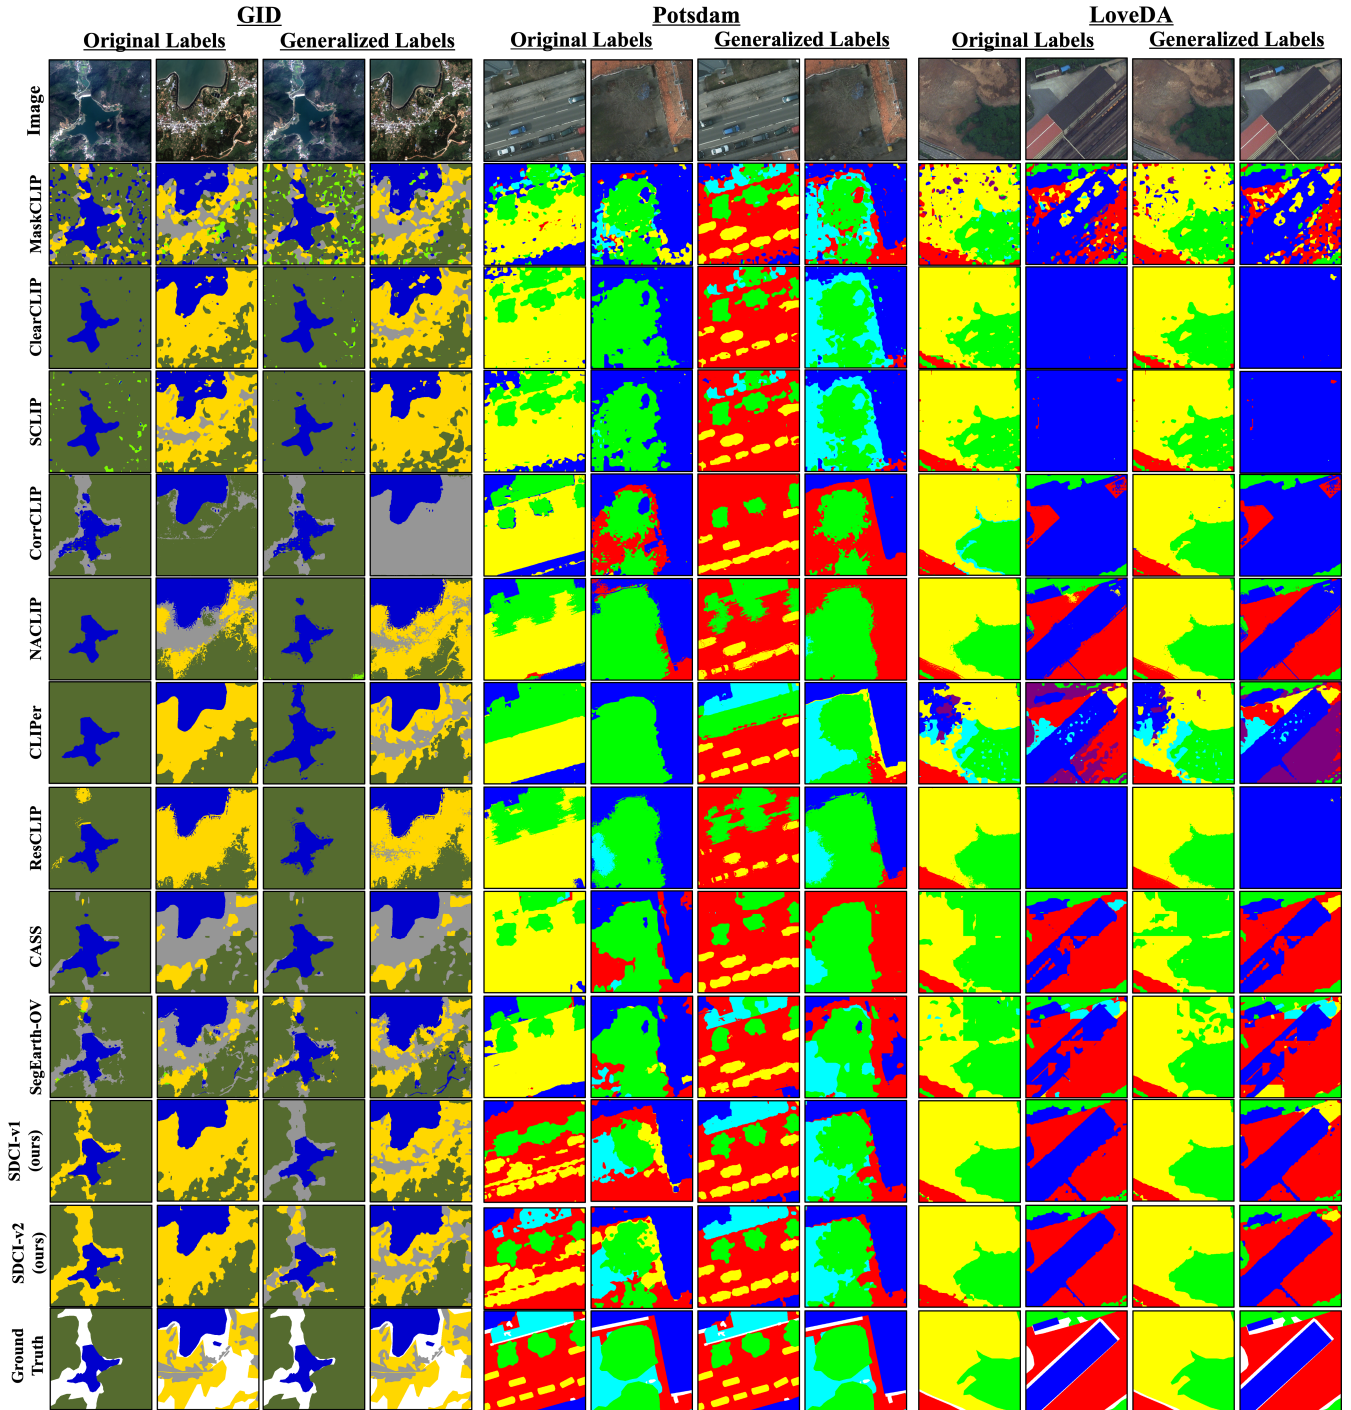 GID Potsdam LoveDA
Original Labels Generalized Labels Original Labels Generalized Labels Original Labels Generalized Labels
Image
MaskCLIP
ClearCLIP
SCLIP
CorrCLIP
NACLIP
CLIPer
ResCLIP
CASS
SegEarth-OV
SDCI-v1
(ours)
SDCI-v2
(ours)
Ground
Truth